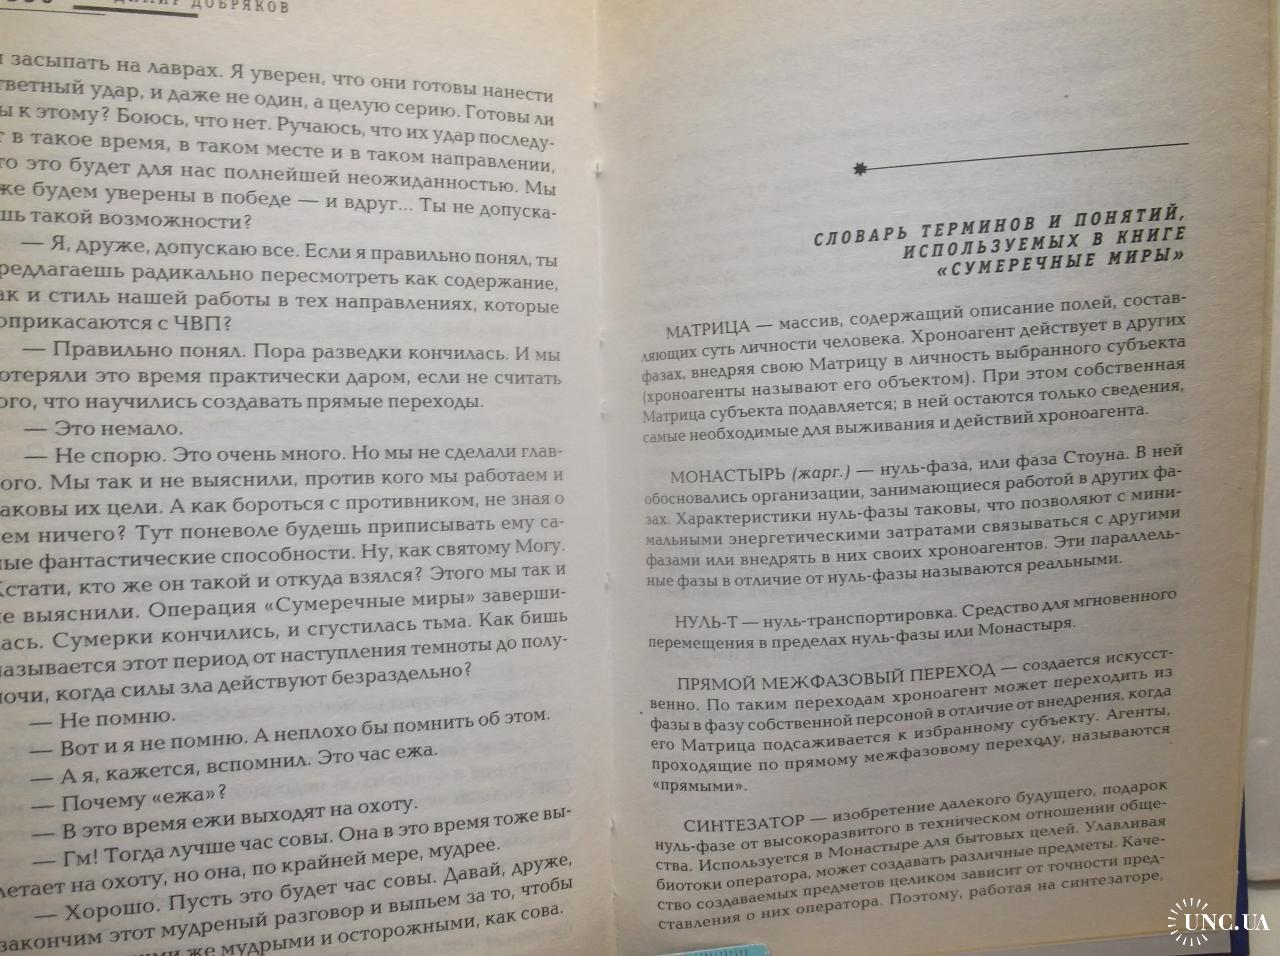 ДОБРЯКОВ
засыпать на лаврах. Я уверен, что они готовы нанести
тветный удар, и даже не один, а целую серию. Готовы ли
ы к этому? Боюсь, что нет. Ручаюсь, что их удар последу-
т в такое время, в таком месте и в таком направлении,
то это будет для нас полнейшей неожиданностью. Мы
же будем уверены в победе — и вдруг... Ты не допуска-
шь такой возможности?
— Я, друже, допускаю все. Если я правильно понял, ты
редлагаешь радикально пересмотреть как содержание,
ак и стиль нашей работы в тех направлениях, которые
оприкасаются с ЧВП?
— Правильно понял. Пора разведки кончилась. И мы
отеряли это время практически даром, если не считать
ого, что научились создавать прямые переходы.
— Это немало.
— Не спорю. Это очень много. Но мы не сделали глав-
ого. Мы так и не выяснили, против кого мы работаем и
аковы их цели. А как бороться с противником, не зная о
ем ничего? Тут поневоле будешь приписывать ему са-
ые фантастические способности. Ну, как святому Могу.
Кстати, кто же он такой и откуда взялся? Этого мы так и
не выяснили. Операция «Сумеречные миры» заверши-
лась. Сумерки кончились, и сгустилась тьма. Как бишь
называется этот период от наступления темноты до полу-
ночи, когда силы зла действуют безраздельно?
— Не помню.
— Вот и я не помню. А неплохо бы помнить об этом.
— А я, кажется, вспомнил. Это час ежа.
— Почему «ежа»?
— В это время ежи выходят на охоту.
— Гм! Тогда лучше час совы. Она в это время тоже вы-
летает на охоту, но она, по крайней мере, мудрее.
— Хорошо. Пусть это будет час совы. Давай, друже,
закончим этот мудреный разговор и выпьем за то, чтобы
же мудрыми и осторожными, как сова.
СЛОВАРЬ ТЕРМИНОВ И ПОНЯТИЙ,
ИСПОЛЬЗУЕМЫХ В КНИГЕ
«СУМЕРЕЧНЫЕ МИРЫ»
МАТРИЦА — массив, содержащий описание полей, состав-
ляющих суть личности человека. Хроноагент действует в других
фазах, внедряя свою Матрицу в личность выбранного субъекта
(хроноагенты называют его объектом). При этом собственная
Матрица субъекта подавляется; в ней остаются только сведения,
самые необходимые для выживания и действий хроноагента.
МОНАСТЫРЬ (жарг.) — нуль-фаза, или фаза Стоуна. В ней
обосновались организации, занимающиеся работой в других фа-
зах. Характеристики нуль-фазы таковы, что позволяют с мини-
мальными энергетическими затратами связываться с другими
фазами или внедрять в них своих хроноагентов. Эти параллель-
ные фазы в отличие от нуль-фазы называются реальными.
НУЛЬ-Т — нуль-транспортировка. Средство для мгновенного
перемещения в пределах нуль-фазы или Монастыря.
ПРЯМОЙ МЕЖФАЗОВЫЙ ПЕРЕХОД — создается искусст-
венно. По таким переходам хроноагент может переходить из
фазы в фазу собственной персоной в отличие от внедрения, когда
его Матрица подсаживается к избранному субъекту. Агенты,
проходящие по прямому межфазовому переходу, называются
«прямыми».
СИНТЕЗАТОР — изобретение далекого будущего, подарок
нуль-фазе от высокоразвитого в техническом отношении обще-
ства. Используется в Монастыре для бытовых целей. Улавливая
биотоки оператора, может создавать различные предметы. Каче-
ство создаваемых предметов целиком зависит от точности пред-
ставления о них оператора. Поэтому, работая на синтезаторе,
UNC.UA